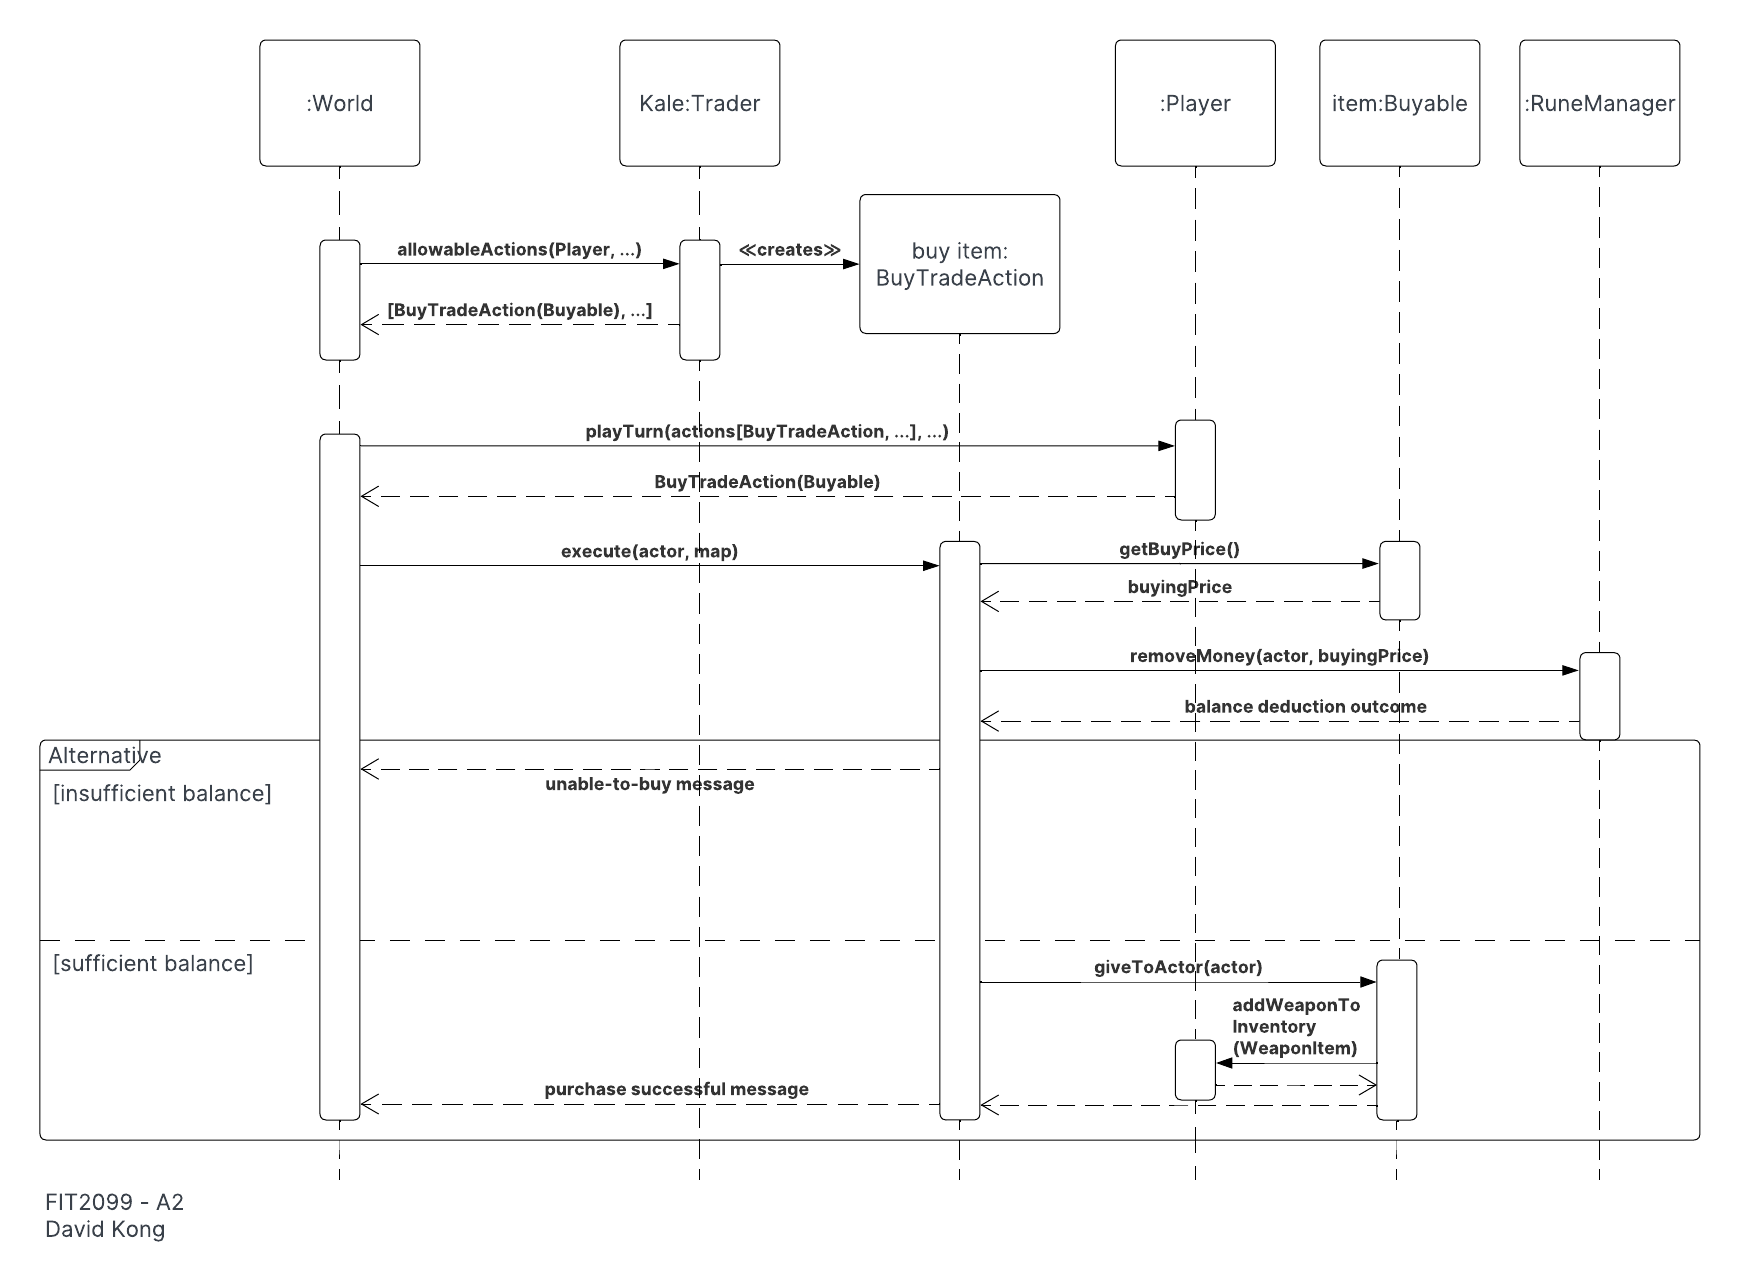 :World
Kale:Trader
:Player
item:Buyable
:RuneManager
buy item:
BuyTradeAction
allowableActions(Player, ...)
≪creates≫
[BuyTradeAction(Buyable), ...]
playTurn(actions[BuyTradeAction, ...], ...)
BuyTradeAction(Buyable)
execute(actor, map)
getBuyPrice()
buyingPrice
removeMoney(actor, buyingPrice)
balance deduction outcome
Alternative
[insufficient balance]
unable-to-buy message
[sufficient balance]
giveToActor(actor)
addWeaponTo
Inventory
(WeaponItem)
purchase successful message
FIT2099 - A2
David Kong